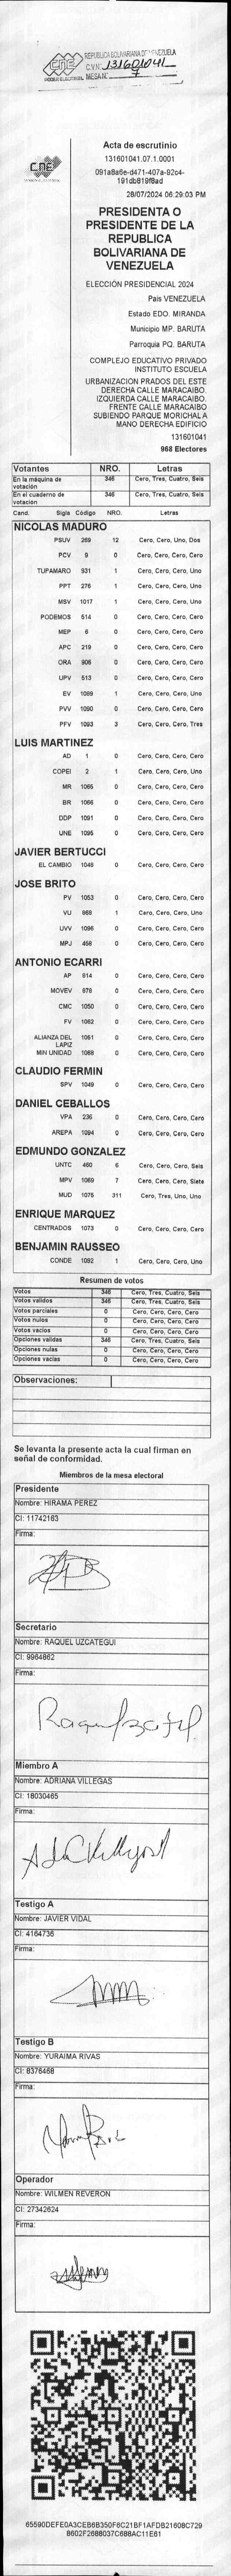 CNE
PODER ELECTORAL
REPÚBLICA BOLIVARIANA DE VENEZUELA
C.V.Nº: 131601041
MESA Nº: 7
CNE
Acta de escrutinio
131601041.07.1.0001
091a8a6e-d471-407a-92c4-
191db819f8ad
28/07/2024 06:29:03 PM
PRESIDENTA O
PRESIDENTE DE LA
REPUBLICA
BOLIVARIANA DE
VENEZUELA
ELECCIÓN PRESIDENCIAL 2024
Pais VENEZUELA
Estado EDO. MIRANDA
Municipio MP. BARUTA
Parroquia PQ. BARUTA
COMPLEJO EDUCATIVO PRIVADO
INSTITUTO ESCUELA
URBANIZACION PRADOS DEL ESTE
DERECHA CALLE MARACAIBO.
IZQUIERDA CALLE MARACAIBO.
FRENTE CALLE MARACAIBO
SUBIENDO PARQUE MORICHAL A
MANO DERECHA EDIFICIO
131601041
968 Electores
Votantes NRO. Letras
En la máquina de votación 346 Cero, Tres, Cuatro, Seis
En el cuaderno de votación 346 Cero, Tres, Cuatro, Seis
Cand. Sigla Código NRO. Letras
NICOLAS MADURO
PSUV 269 12 Cero, Cero, Uno, Dos
PCV 9 0 Cero, Cero, Cero, Cero
TUPAMARO 931 1 Cero, Cero, Cero, Uno
PPT 276 1 Cero, Cero, Cero, Uno
MSV 1017 1 Cero, Cero, Cero, Uno
PODEMOS 514 0 Cero, Cero, Cero, Cero
MEP 6 0 Cero, Cero, Cero, Cero
APC 219 0 Cero, Cero, Cero, Cero
ORA 906 0 Cero, Cero, Cero, Cero
UPV 513 0 Cero, Cero, Cero, Cero
EV 1089 1 Cero, Cero, Cero, Uno
PVV 1090 0 Cero, Cero, Cero, Cero
PFV 1093 3 Cero, Cero, Cero, Tres
LUIS MARTINEZ
AD 1 0 Cero, Cero, Cero, Cero
COPEI 2 1 Cero, Cero, Cero, Uno
MR 1065 0 Cero, Cero, Cero, Cero
BR 1066 0 Cero, Cero, Cero, Cero
DDP 1091 0 Cero, Cero, Cero, Cero
UNE 1095 0 Cero, Cero, Cero, Cero
JAVIER BERTUCCI
EL CAMBIO 1048 0 Cero, Cero, Cero, Cero
JOSE BRITO
PV 1053 0 Cero, Cero, Cero, Cero
VU 868 1 Cero, Cero, Cero, Uno
UVV 1096 0 Cero, Cero, Cero, Cero
MPJ 458 0 Cero, Cero, Cero, Cero
ANTONIO ECARRI
AP 814 0 Cero, Cero, Cero, Cero
MOVEV 878 0 Cero, Cero, Cero, Cero
CMC 1050 0 Cero, Cero, Cero, Cero
FV 1062 0 Cero, Cero, Cero, Cero
ALIANZA DEL LAPIZ 1061 0 Cero, Cero, Cero, Cero
MIN UNIDAD 1088 0 Cero, Cero, Cero, Cero
CLAUDIO FERMIN
SPV 1049 0 Cero, Cero, Cero, Cero
DANIEL CEBALLOS
VPA 236 0 Cero, Cero, Cero, Cero
AREPA 1094 0 Cero, Cero, Cero, Cero
EDMUNDO GONZALEZ
UNTC 460 6 Cero, Cero, Cero, Seis
MPV 1069 7 Cero, Cero, Cero, Siete
MUD 1075 311 Cero, Tres, Uno, Uno
ENRIQUE MARQUEZ
CENTRADOS 1073 0 Cero, Cero, Cero, Cero
BENJAMIN RAUSSEO
CONDE 1092 1 Cero, Cero, Cero, Uno
Resumen de votos
Votos 346 Cero, Tres, Cuatro, Seis
Votos validos 346 Cero, Tres, Cuatro, Seis
Votos parciales 0 Cero, Cero, Cero, Cero
Votos nulos 0 Cero, Cero, Cero, Cero
Votos vacios 0 Cero, Cero, Cero, Cero
Opciones validas 346 Cero, Tres, Cuatro, Seis
Opciones nulas 0 Cero, Cero, Cero, Cero
Opciones vacias 0 Cero, Cero, Cero, Cero
Observaciones:
Se levanta la presente acta la cual firman en
señal de conformidad.
Miembros de la mesa electoral
Presidente
Nombre: HIRAMA PEREZ
CI: 11742163
Firma:
Secretario
Nombre: RAQUEL UZCATEGUI
CI: 9964862
Firma:
Miembro A
Nombre: ADRIANA VILLEGAS
CI: 18030465
Firma:
Testigo A
Nombre: JAVIER VIDAL
CI: 4164736
Firma:
Testigo B
Nombre: YURAIMA RIVAS
CI: 8376468
Firma:
Operador
Nombre: WILMEN REVERON
CI: 27342624
Firma:
65590DEFE0A3CEB6B350F6C21BF1AFDB21608C729
8602F2688037C688AC11E61